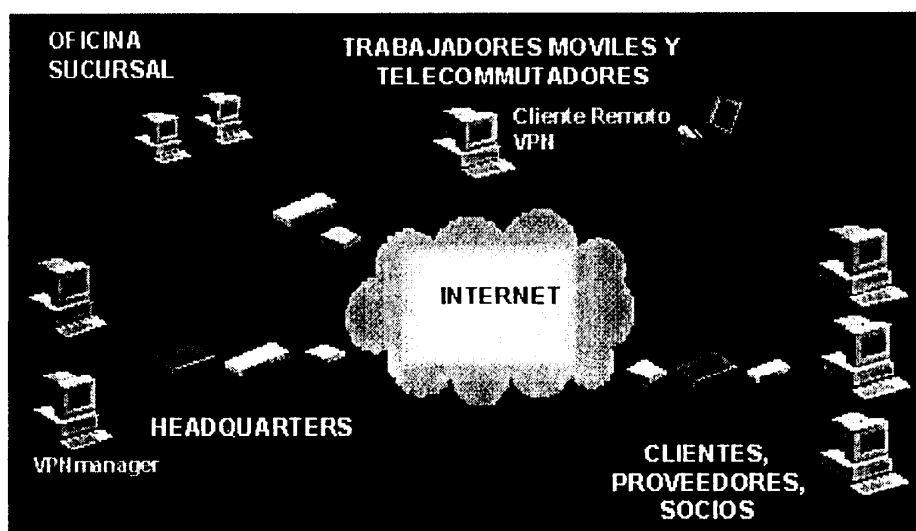 OFICINA
SUCURSAL
TRABAJADORES MOVILES Y
TELECOMMUTADORES
Cliente Remoto
VPN
INTERNET
HEADQUARTERS
VPNmanager
CLIENTES,
PROVEEDORES,
SOCIOS